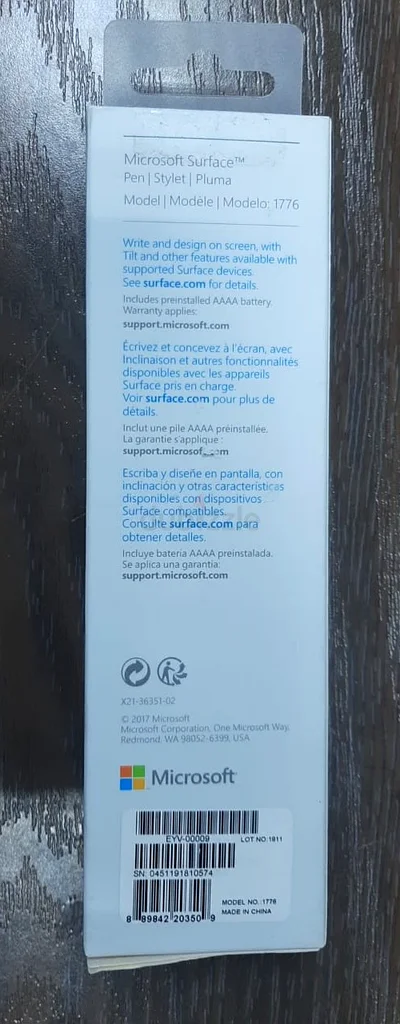 Microsoft Surface™
Pen | Stylet | Pluma
Model | Modèle | Modelo: 1776
Write and design on screen, with
Tilt and other features available with
supported Surface devices.
See surface.com for details.
Includes preinstalled AAAA battery.
Warranty applies:
support.microsoft.com
Écrivez et concevez à l'écran, avec
Inclinaison et autres fonctionnalités
disponibles avec les appareils
Surface pris en charge.
Voir surface.com pour plus de
détails.
Inclut une pile AAAA préinstallée.
La garantie s'applique :
support.microsoft.com
Escriba y diseñe en pantalla, con
inclinación y otras características
disponibles con dispositivos
Surface compatibles.
Consulte surface.com para
obtener detalles.
Incluye batería AAAA preinstalada.
Se aplica una garantía:
support.microsoft.com
X21-36351-02
© 2017 Microsoft
Microsoft Corporation, One Microsoft Way,
Redmond, WA 98052-6399, USA
Microsoft
EYV-00009 LOT NO:1811
SN: 0451191810574
8 89842 20350 9
MODEL NO.:1776
MADE IN CHINA